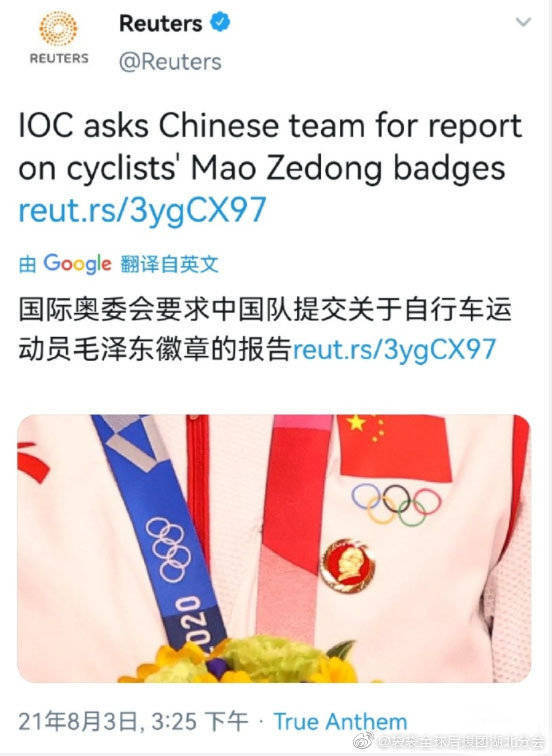 Reuters
REUTERS
@Reuters
IOC asks Chinese team for report
on cyclists' Mao Zedong badges
reut.rs/3ygCX97
由 Google 翻译自英文
国际奥委会要求中国队提交关于自行车运
动员毛泽东徽章的报告reut.rs/3ygCX97
2020
21年8月3日, 3:25 下午 · True Anthem